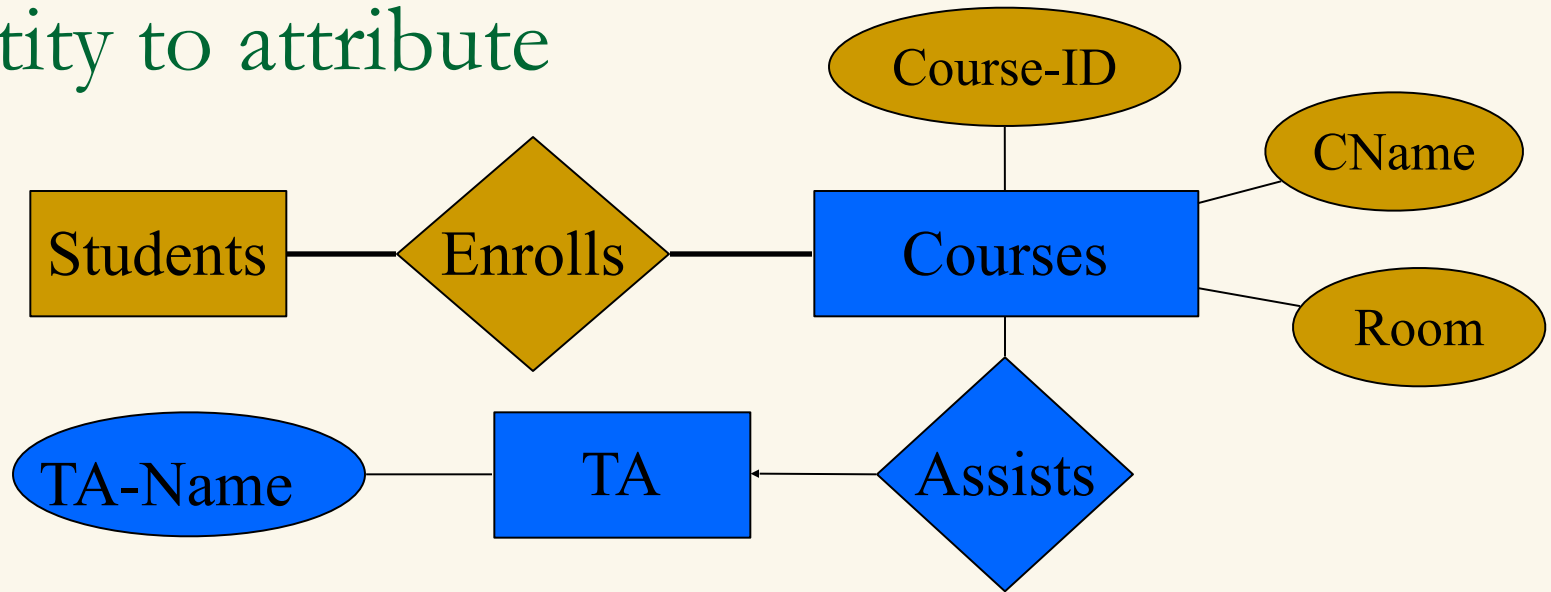 tity to attribute
Course-ID
CName
Students
Enrolls
Courses
Room
TA-Name
TA
Assists